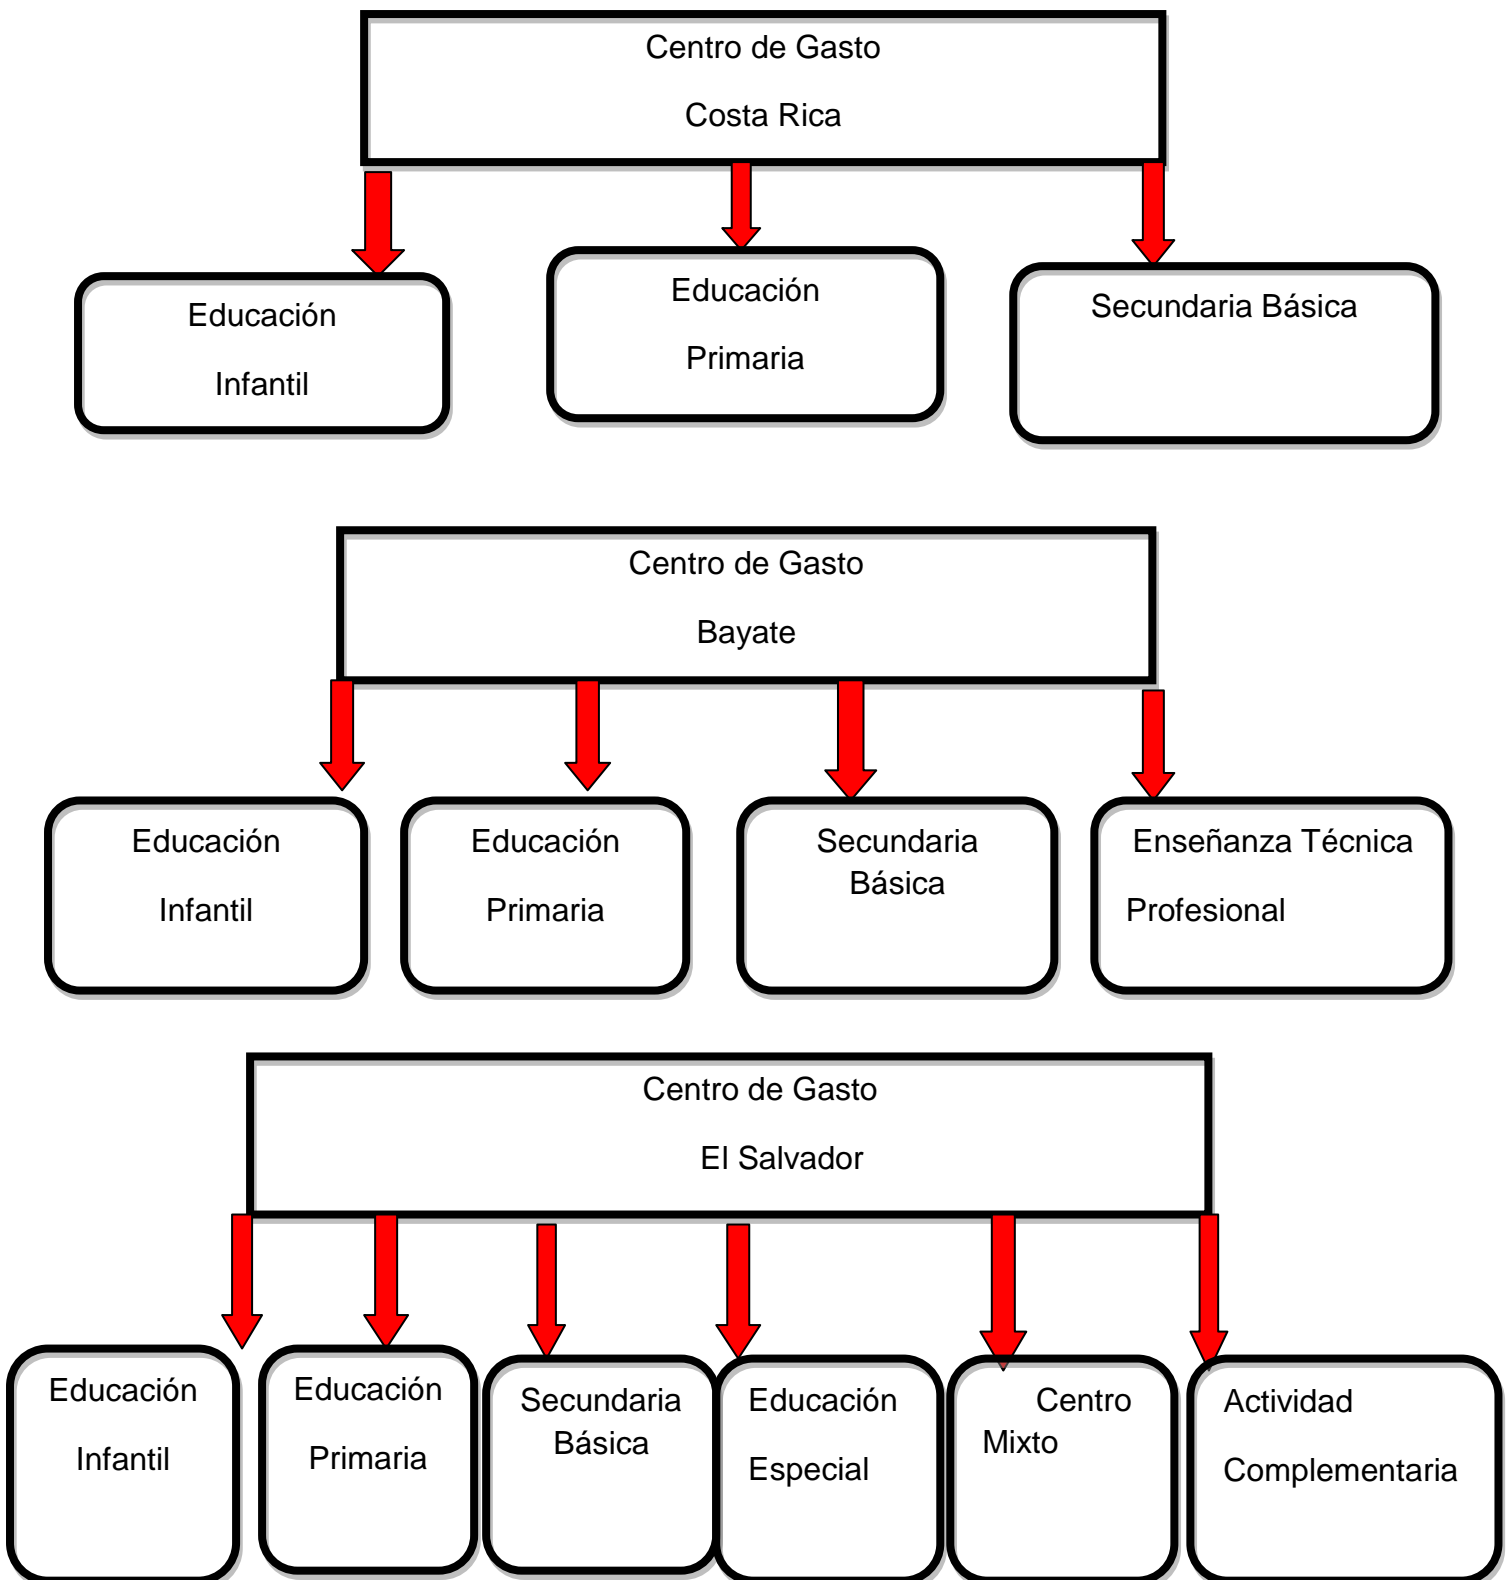 Centro de Gasto
Costa Rica
Educación
Infantil
Educación
Primaria
Secundaria Básica
Centro de Gasto
Bayate
Educación
Infantil
Educación
Primaria
Secundaria
Básica
Enseñanza Técnica
Profesional
Centro de Gasto
El Salvador
Educación
Infantil
Educación
Primaria
Secundaria
Básica
Educación
Especial
Centro
Mixto
Actividad
Complementaria